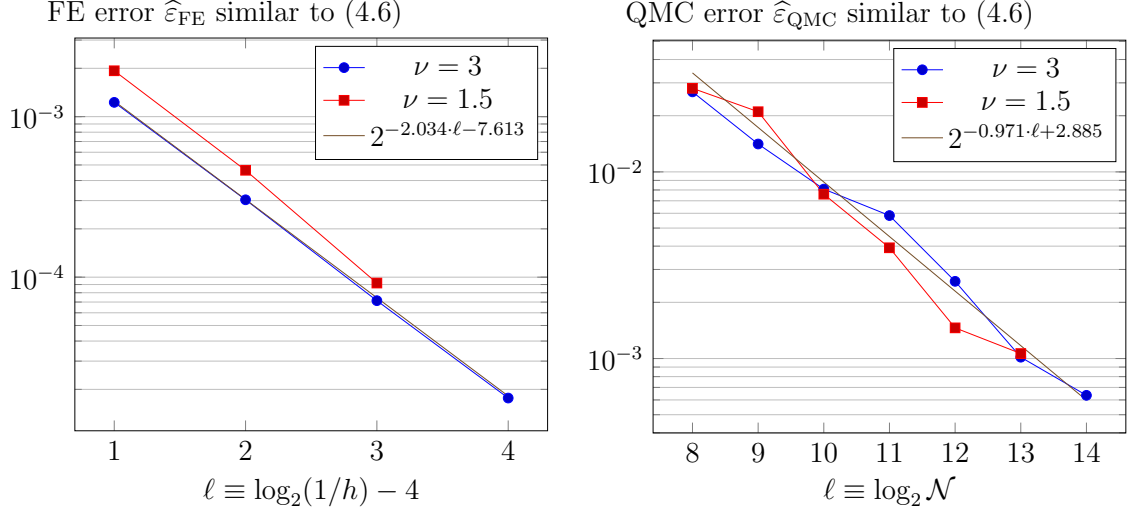 FE error ε̂_FE similar to (4.6)
10^−3
10^−4
ν = 3
ν = 1.5
2^−2.034·ℓ−7.613
1 2 3 4
ℓ ≡ log_2(1/h) − 4
QMC error ε̂_QMC similar to (4.6)
10^−2
10^−3
ν = 3
ν = 1.5
2^−0.971·ℓ+2.885
8 9 10 11 12 13 14
ℓ ≡ log_2 𝒩